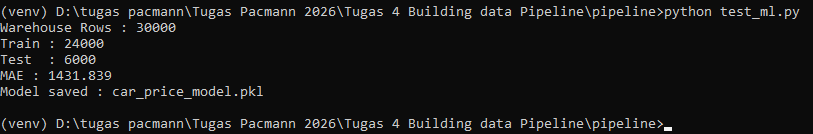 (venv) D:\tugas pacmann\Tugas Pacmann 2026\Tugas 4 Building data Pipeline\pipeline>python test_ml.py
Warehouse Rows : 30000
Train : 24000
Test  : 6000
MAE : 1431.839
Model saved : car_price_model.pkl
(venv) D:\tugas pacmann\Tugas Pacmann 2026\Tugas 4 Building data Pipeline\pipeline>